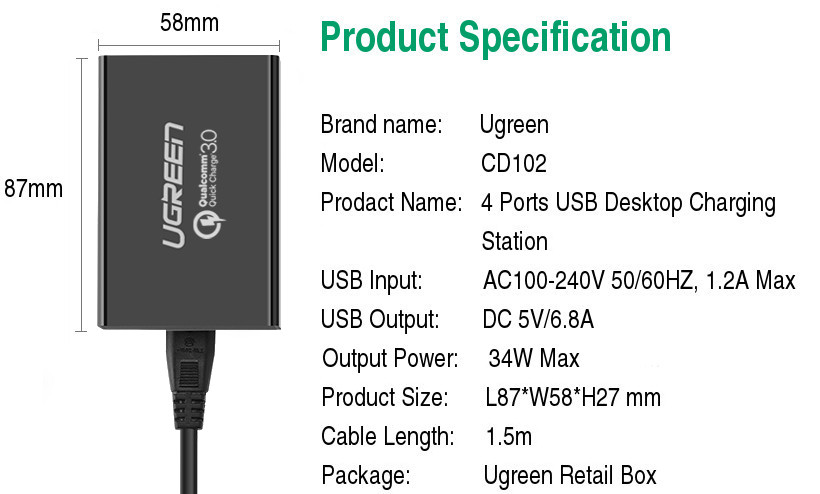 58mm
87mm
UGREEN
Qualcomm
Quick Charge 3.0
Product Specification
Brand name: Ugreen
Model: CD102
Prodact Name: 4 Ports USB Desktop Charging
Station
USB Input: AC100-240V 50/60HZ, 1.2A Max
USB Output: DC 5V/6.8A
Output Power: 34W Max
Product Size: L87*W58*H27 mm
Cable Length: 1.5m
Package: Ugreen Retail Box